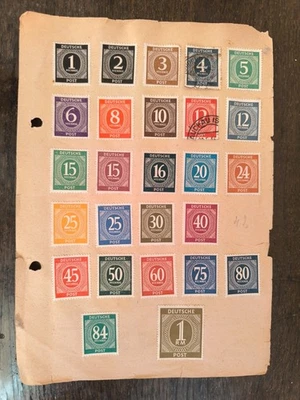 DEUTSCHE DEUTSCHE DEUTSCHE DEUTSCHE DEUTSCHE
1 2 3 4 5
POST POST POST POST POST
DEUTSCHE DEUTSCHE DEUTSCHE DEUTSCHE
6 8 10 12
POST POST POST POST
DEUTSCHE DEUTSCHE DEUTSCHE DEUTSCHE DEUTSCHE
15 15 16 20 24
POST POST POST POST POST
DEUTSCHE DEUTSCHE DEUTSCHE DEUTSCHE
25 25 30 40
POST POST POST POST
DEUTSCHE DEUTSCHE DEUTSCHE DEUTSCHE DEUTSCHE
45 50 60 75 80
POST POST POST POST POST
DEUTSCHE DEUTSCHE
84 1
RM
POST POST